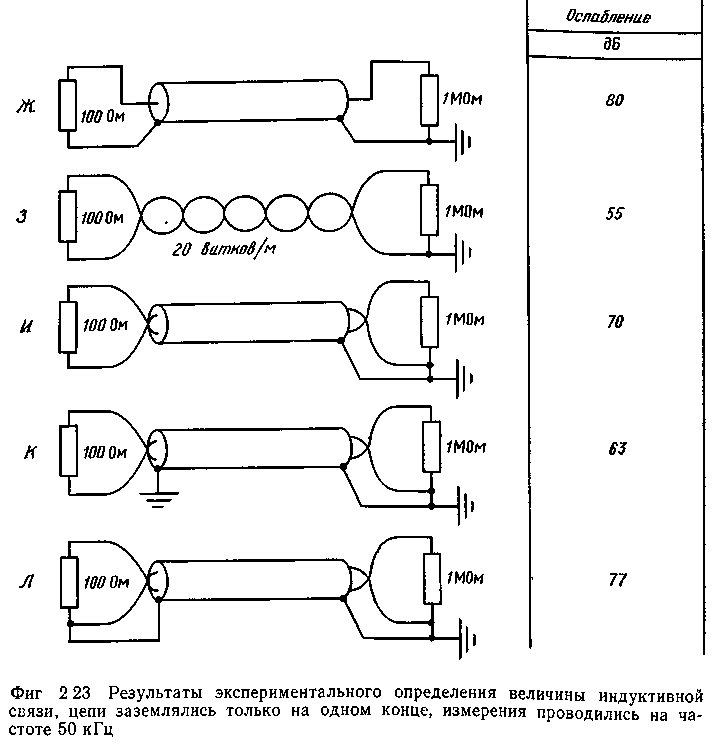 Ослабление
дБ
Ж
100 Ом
1МОм
80
З
100 Ом
1МОм
55
20 витков/м
И
100 Ом
1МОм
70
К
100 Ом
1МОм
63
Л
100 Ом
1МОм
77
Фиг 2 23 Результаты экспериментального определения величины индуктивной
связи, цепи заземлялись только на одном конце, измерения проводились на ча-
стоте 50 кГц